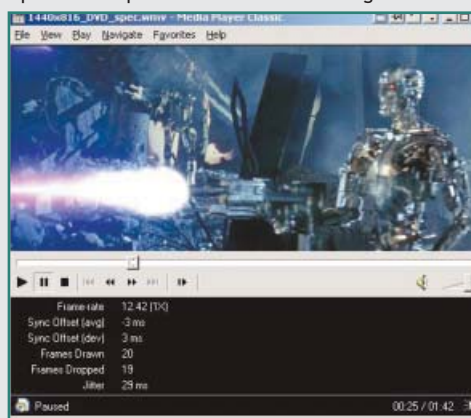 1440x816_DVD_spec.wmv - Media Player Classic
File View Play Navigate Favorites Help
Frame rate 12.42 (1X)
Sync Offset (avg) -3 ms
Sync Offset (dev) 3 ms
Frames Drawn 20
Frames Dropped 19
Jitter 29 ms
Paused 00:25 / 01:42